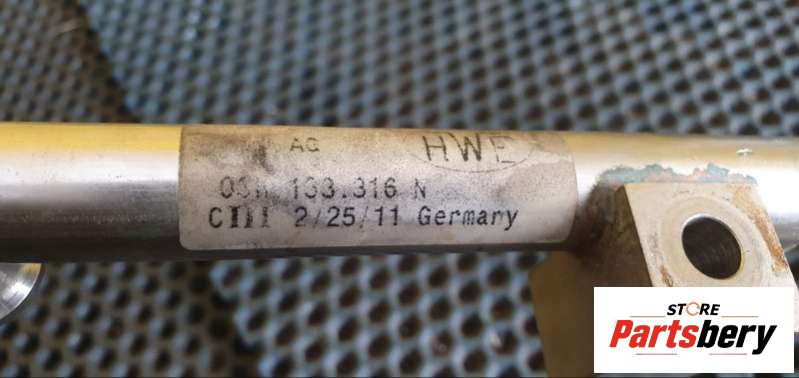 AG HWE
133.316 N
CIII 2/25/11 Germany
STORE
Partsbery